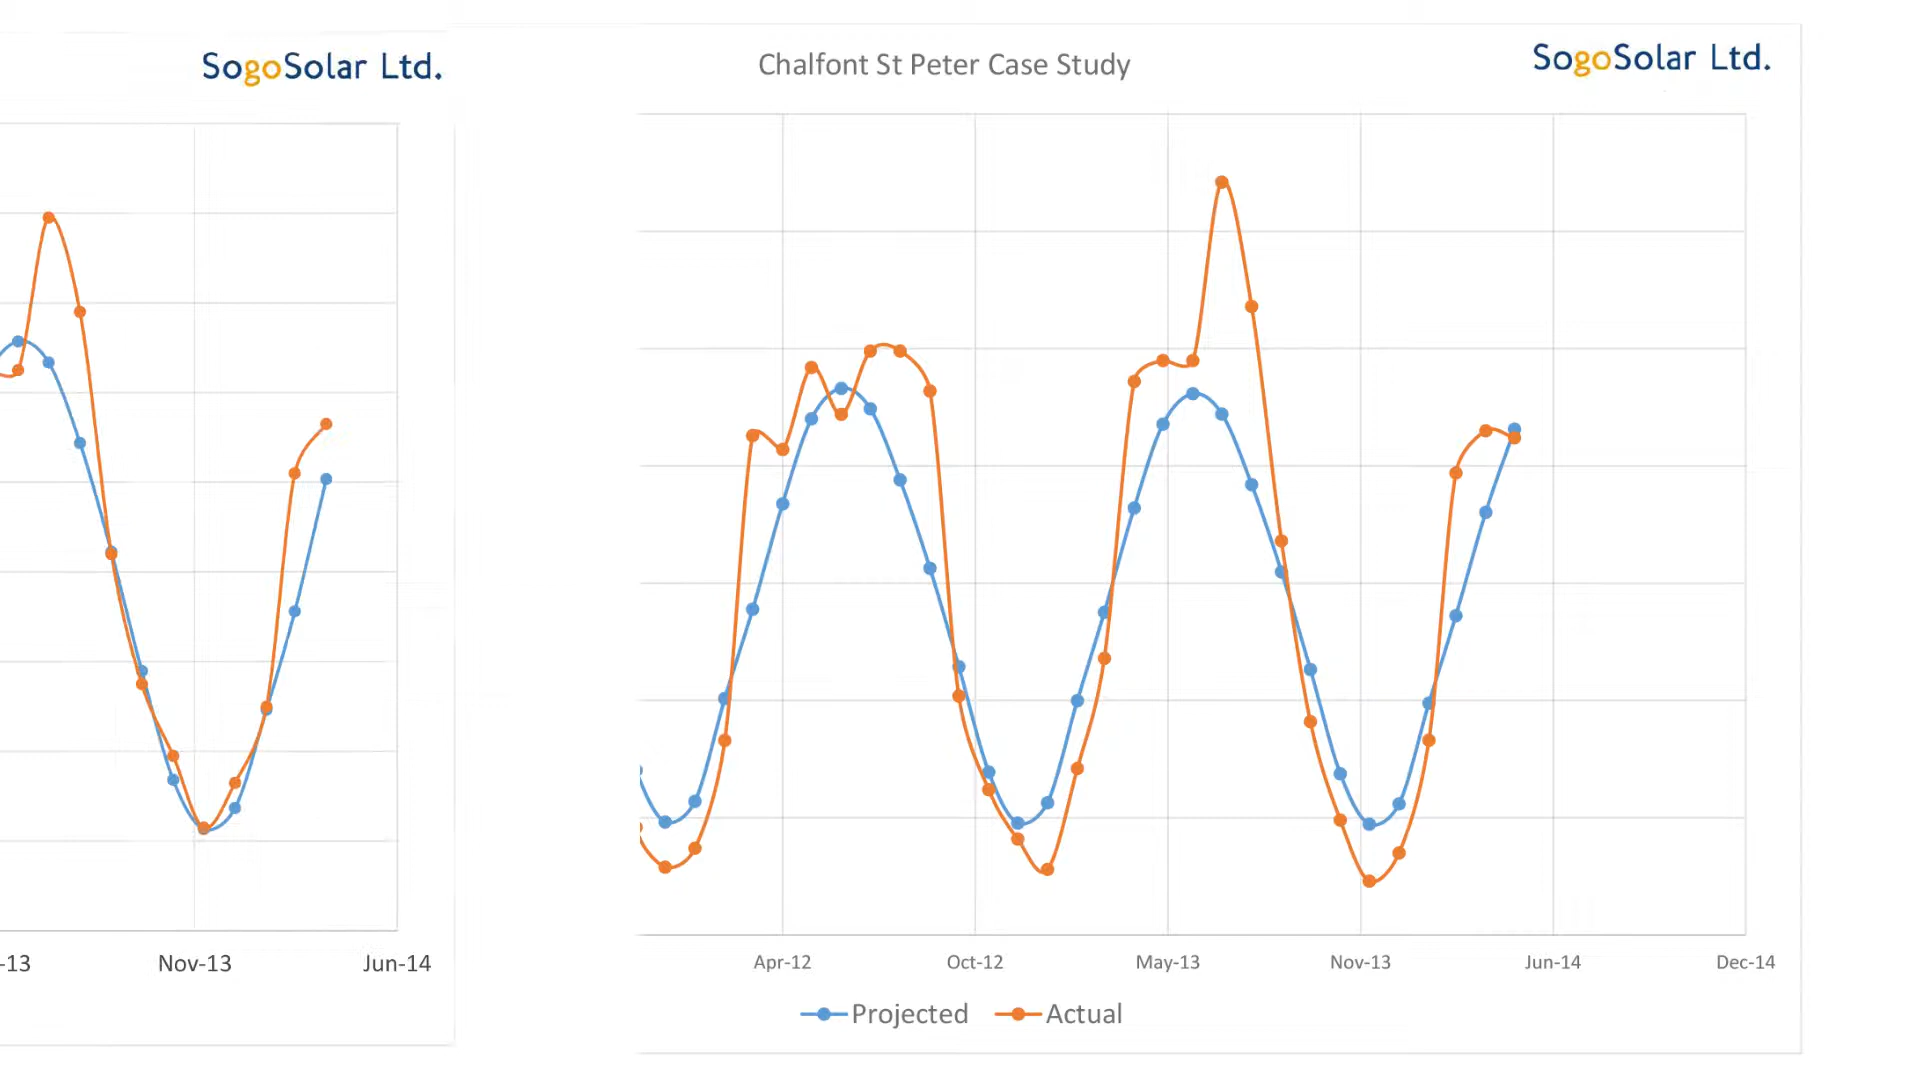 SogoSolar Ltd.
-13
Nov-13
Jun-14
Chalfont St Peter Case Study
SogoSolar Ltd.
Apr-12
Oct-12
May-13
Nov-13
Jun-14
Dec-14
Projected
Actual